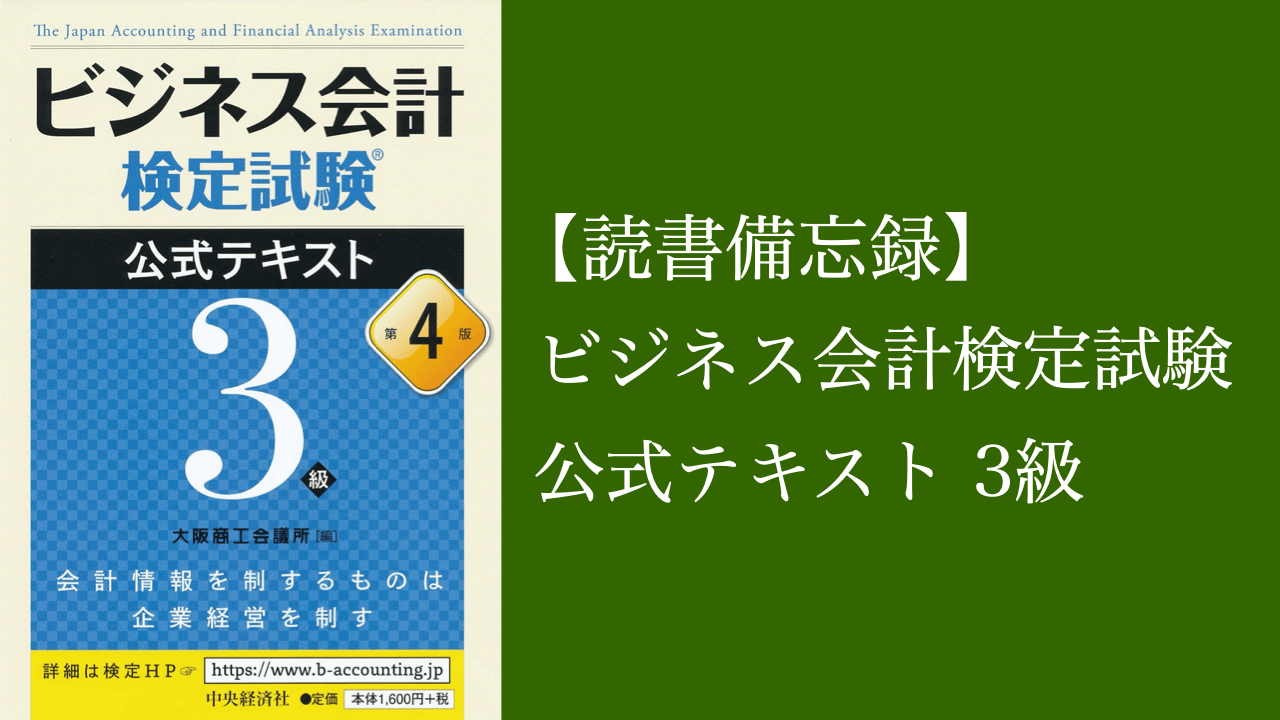 The Japan Accounting and Financial Analysis Examination
ビジネス会計
検定試験®
公式テキスト
第4版
3級
大阪商工会議所[編]
会計情報を制するものは
企業経営を制す
詳細は検定HP☞ https://www.b-accounting.jp
中央経済社 ●定価 本体1,600円+税
【読書備忘録】
ビジネス会計検定試験
公式テキスト 3級